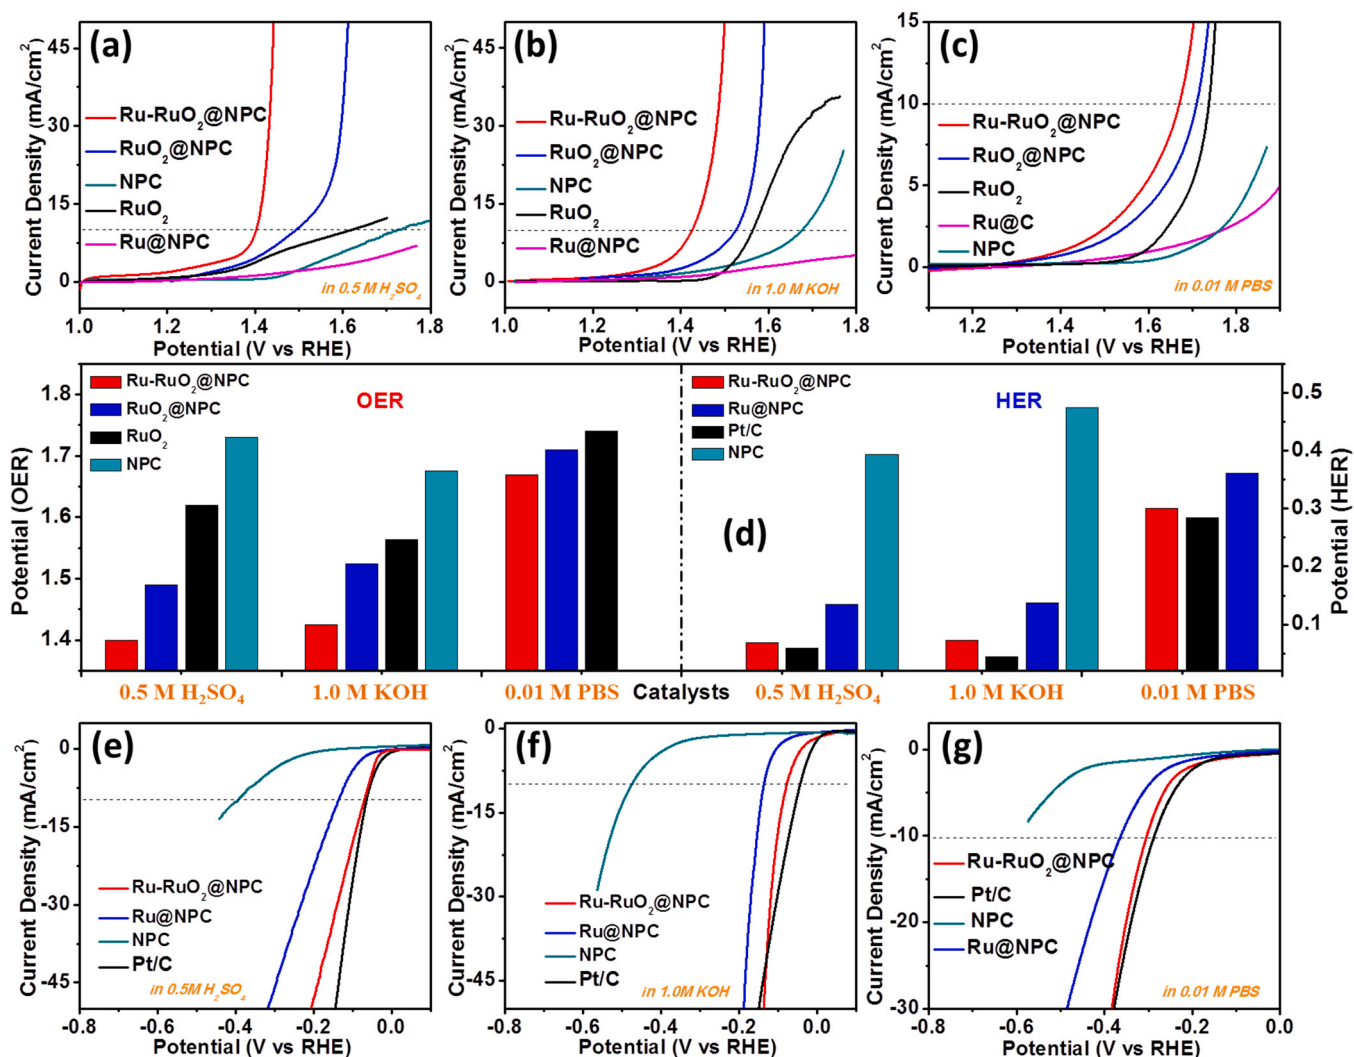 (a)
Current Density (mA/cm²)
45
30
15
0
Ru-RuO₂@NPC
RuO₂@NPC
NPC
RuO₂
Ru@NPC
in 0.5 M H₂SO₄
1.0 1.2 1.4 1.6 1.8
Potential (V vs RHE)
(b)
Current Density (mA/cm²)
45
30
15
0
Ru-RuO₂@NPC
RuO₂@NPC
NPC
RuO₂
Ru@NPC
in 1.0 M KOH
1.0 1.2 1.4 1.6 1.8
Potential (V vs RHE)
(c)
Current Density (mA/cm²)
15
10
5
0
Ru-RuO₂@NPC
RuO₂@NPC
RuO₂
Ru@C
NPC
in 0.01 M PBS
1.2 1.4 1.6 1.8
Potential (V vs RHE)
Potential (OER)
1.8
1.7
1.6
1.5
1.4
Ru-RuO₂@NPC
RuO₂@NPC
RuO₂
NPC
OER
Ru-RuO₂@NPC
Ru@NPC
Pt/C
NPC
HER
(d)
0.5
0.4
0.3
0.2
0.1
Potential (HER)
0.5 M H₂SO₄ 1.0 M KOH 0.01 M PBS Catalysts 0.5 M H₂SO₄ 1.0 M KOH 0.01 M PBS
(e)
Current Density (mA/cm²)
0
-15
-30
-45
Ru-RuO₂@NPC
Ru@NPC
NPC
Pt/C
in 0.5M H₂SO₄
-0.8 -0.6 -0.4 -0.2 0.0
Potential (V vs RHE)
(f)
Current Density (mA/cm²)
0
-15
-30
-45
Ru-RuO₂@NPC
Ru@NPC
NPC
Pt/C
in 1.0M KOH
-0.8 -0.6 -0.4 -0.2 0.0
Potential (V vs RHE)
(g)
Current Density (mA/cm²)
0
-10
-20
-30
Ru-RuO₂@NPC
Pt/C
NPC
Ru@NPC
in 0.01 M PBS
-0.8 -0.6 -0.4 -0.2 0.0
Potential (V vs RHE)